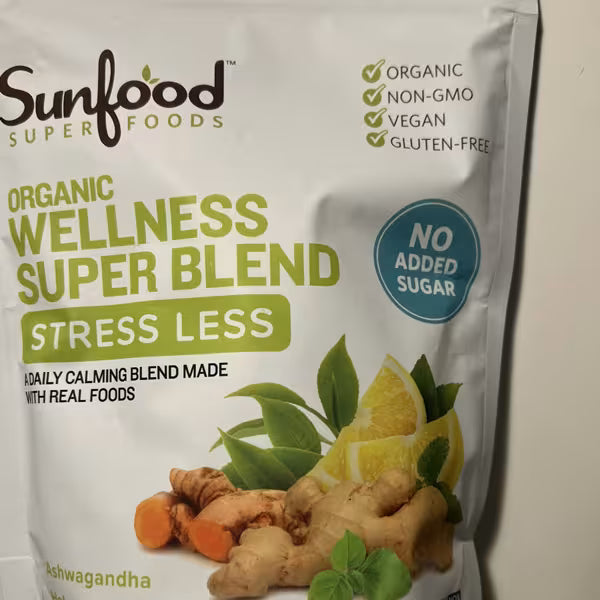 Sunfood™
SUPERFOODS
ORGANIC
NON-GMO
VEGAN
GLUTEN-FREE
ORGANIC
WELLNESS
SUPER BLEND
STRESS LESS
NO
ADDED
SUGAR
A DAILY CALMING BLEND MADE
WITH REAL FOODS
Ashwagandha